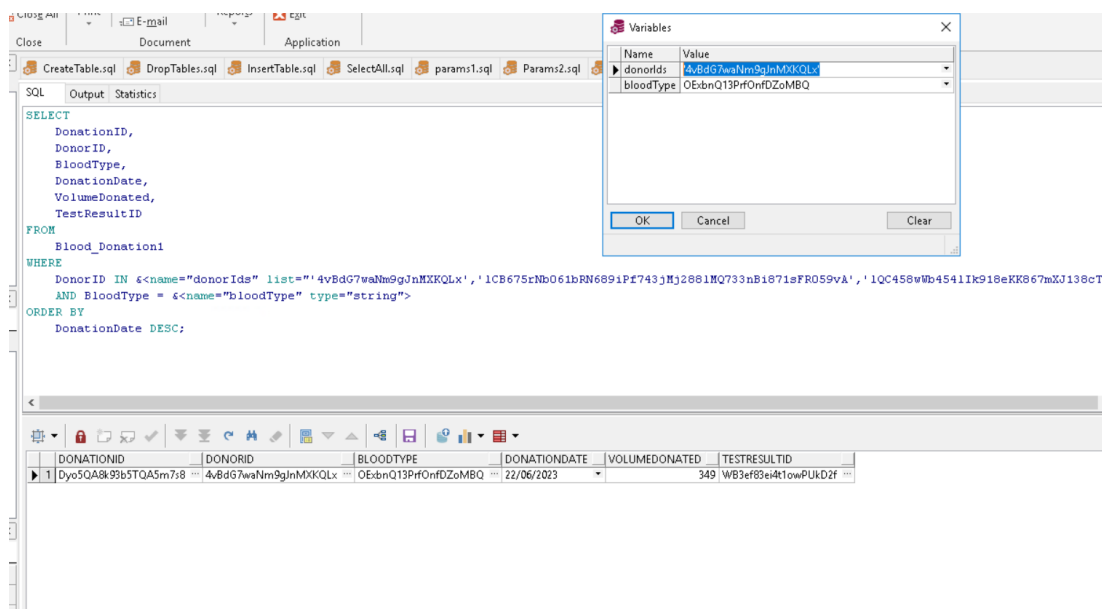 Close All
E-mail
Exit
Close Document Application
CreateTable.sql DropTables.sql InsertTable.sql SelectAll.sql params1.sql Params2.sql
SQL Output Statistics
SELECT
DonationID,
DonorID,
BloodType,
DonationDate,
VolumeDonated,
TestResultID
FROM
Blood_Donation1
WHERE
DonorID IN &<name="donorIds" list="'4vBdG7waNm9gJnMXKQLx','lCB675rNb061bRN689iPf743jMj2881lMQ733nBi871sFRO59vA','lQC458wWb454lIk918eKK867mXJ138cT
AND BloodType = &<name="bloodType" type="string">
ORDER BY
DonationDate DESC;
Variables
Name Value
donorIds '4vBdG7waNm9gJnMXKQLx'
bloodType OExbnQ13PrfOnfDZoMBQ
OK Cancel Clear
DONATIONID DONORID BLOODTYPE DONATIONDATE VOLUMEDONATED TESTRESULTID
1 Dyo5QA8k93b5TQA5m7s8 ... 4vBdG7waNm9gJnMXKQLx ... OExbnQ13PrfOnfDZoMBQ ... 22/06/2023 349 WB3ef83ei4t1owPUkD2f ...